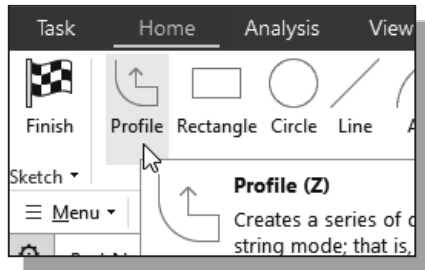 Task Home Analysis View
Finish Profile Rectangle Circle Line
Sketch
Menu
Profile (Z)
Creates a series of
string mode; that is,